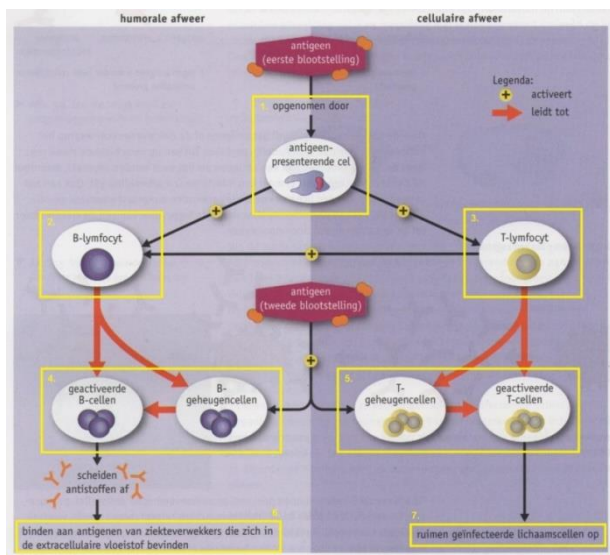 humorale afweer
cellulaire afweer
antigeen
(eerste blootstelling)
Legenda:
+ activeert
leidt tot
1. opgenomen door
antigeen-
presenterende cel
+
+
2.
B-lymfocyt
3.
T-lymfocyt
+
antigeen
(tweede blootstelling)
+
4.
geactiveerde
B-cellen
B-
geheugencellen
5.
T-
geheugencellen
geactiveerde
T-cellen
scheiden
antistoffen af
6.
binden aan antigenen van ziekteverwekkers die zich in
de extracellulaire vloeistof bevinden
7.
ruimen geïnfecteerde lichaamscellen op